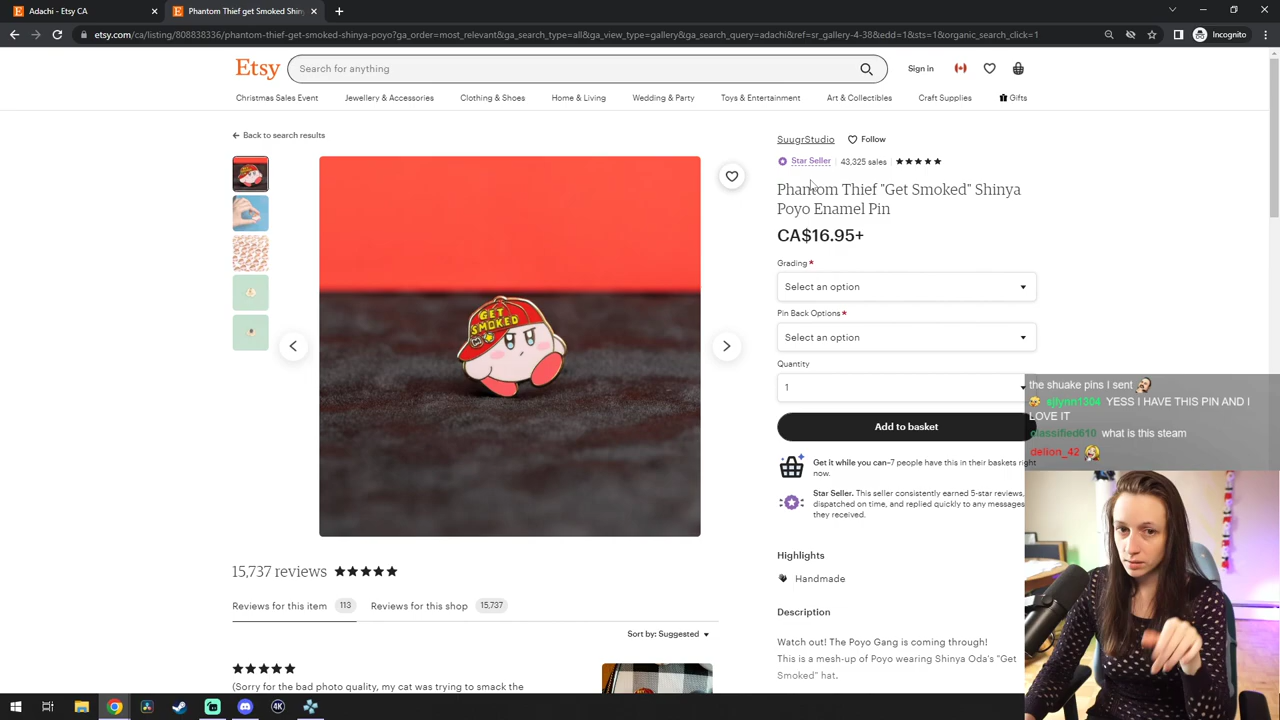 Adachi - Etsy CA
Phantom Thief "Get Smoked" Shiny
etsy.com/ca/listing/808838336/phantom-thief-get-smoked-shinya-poyo?ga_order=most_relevant&ga_search_type=all&ga_view_type=gallery&ga_search_query=adachi&ref=sr_gallery-4-38&edd=1&sts=1&organic_search_click=1
Incognito
Etsy
Search for anything
Sign in
Christmas Sales Event
Jewellery & Accessories
Clothing & Shoes
Home & Living
Wedding & Party
Toys & Entertainment
Art & Collectibles
Craft Supplies
Gifts
Back to search results
GET
SMOKED
SuugrStudio
Follow
Star Seller
43,325 sales
Phantom Thief "Get Smoked" Shinya
Poyo Enamel Pin
CA$16.95+
Grading *
Select an option
Pin Back Options *
Select an option
Quantity
1
Add to basket
Get it while you can–7 people have this in their baskets right
now.
Star Seller. This seller consistently earned 5-star reviews,
dispatched on time, and replied quickly to any messages
they received.
Highlights
Handmade
Description
Watch out! The Poyo Gang is coming through!
This is a mesh-up of Poyo wearing Shinya Oda's "Get
Smoked" hat.
15,737 reviews
Reviews for this item 113
Reviews for this shop 15,737
Sort by: Suggested
(Sorry for the bad photo quality, my cat was trying to smack the
the shuake pins I sent
sjlynn1304 YESS I HAVE THIS PIN AND I
LOVE IT
classified610 what is this steam
delion_42
4K